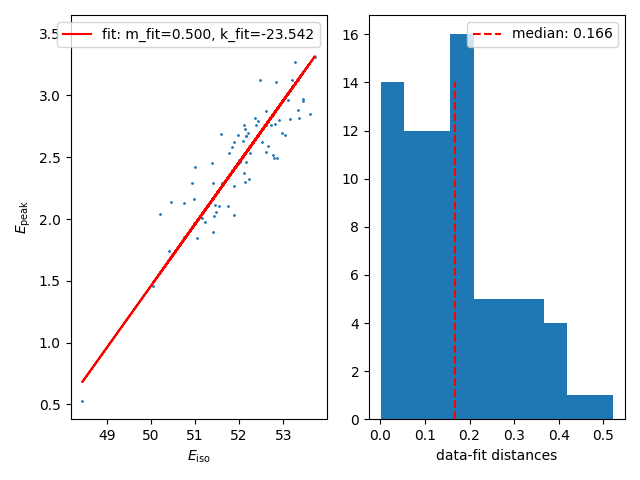 fit: m_fit=0.500, k_fit=-23.542
3.5
3.0
2.5
2.0
1.5
1.0
0.5
49 50 51 52 53
E_peak
E_iso
median: 0.166
16
14
12
10
8
6
4
2
0
0.0 0.1 0.2 0.3 0.4 0.5
data-fit distances